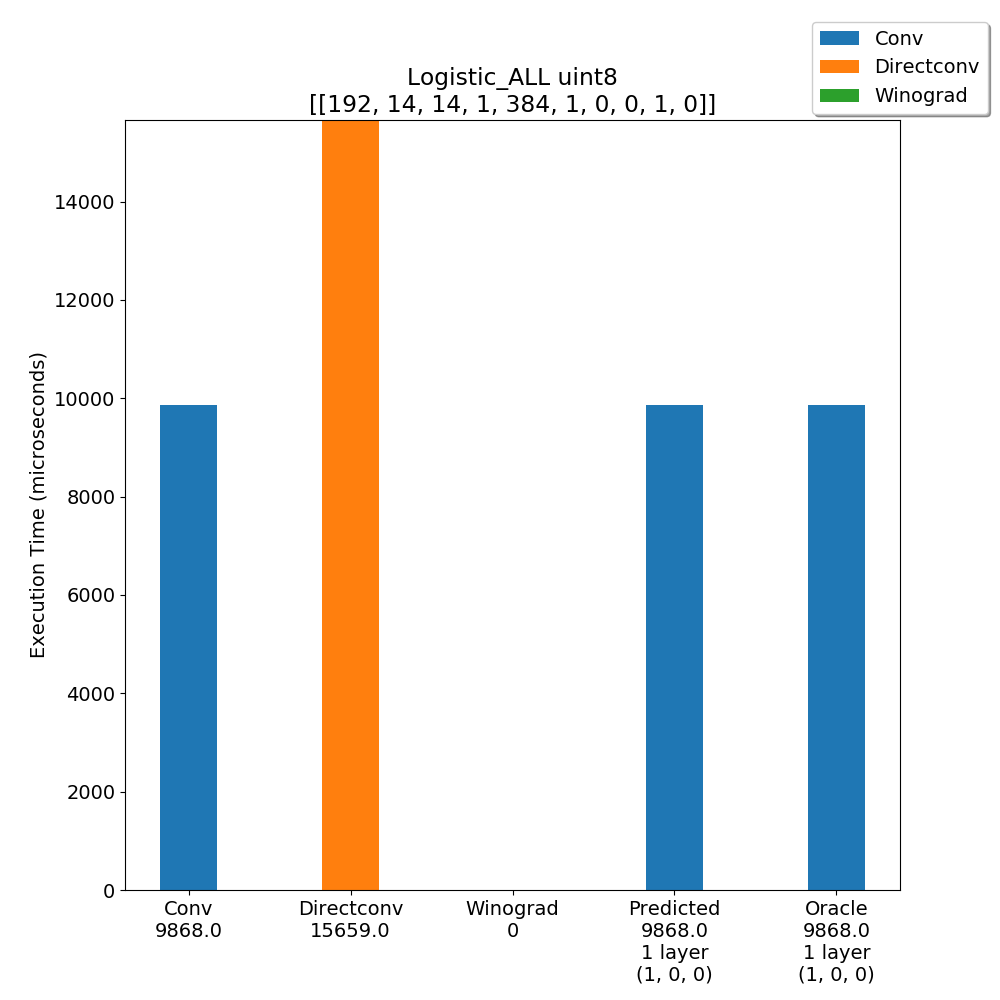 Conv
Directconv
Winograd
Logistic_ALL uint8
[[192, 14, 14, 1, 384, 1, 0, 0, 1, 0]]
Execution Time (microseconds)
14000
12000
10000
8000
6000
4000
2000
0
Conv
9868.0
Directconv
15659.0
Winograd
0
Predicted
9868.0
1 layer
(1, 0, 0)
Oracle
9868.0
1 layer
(1, 0, 0)